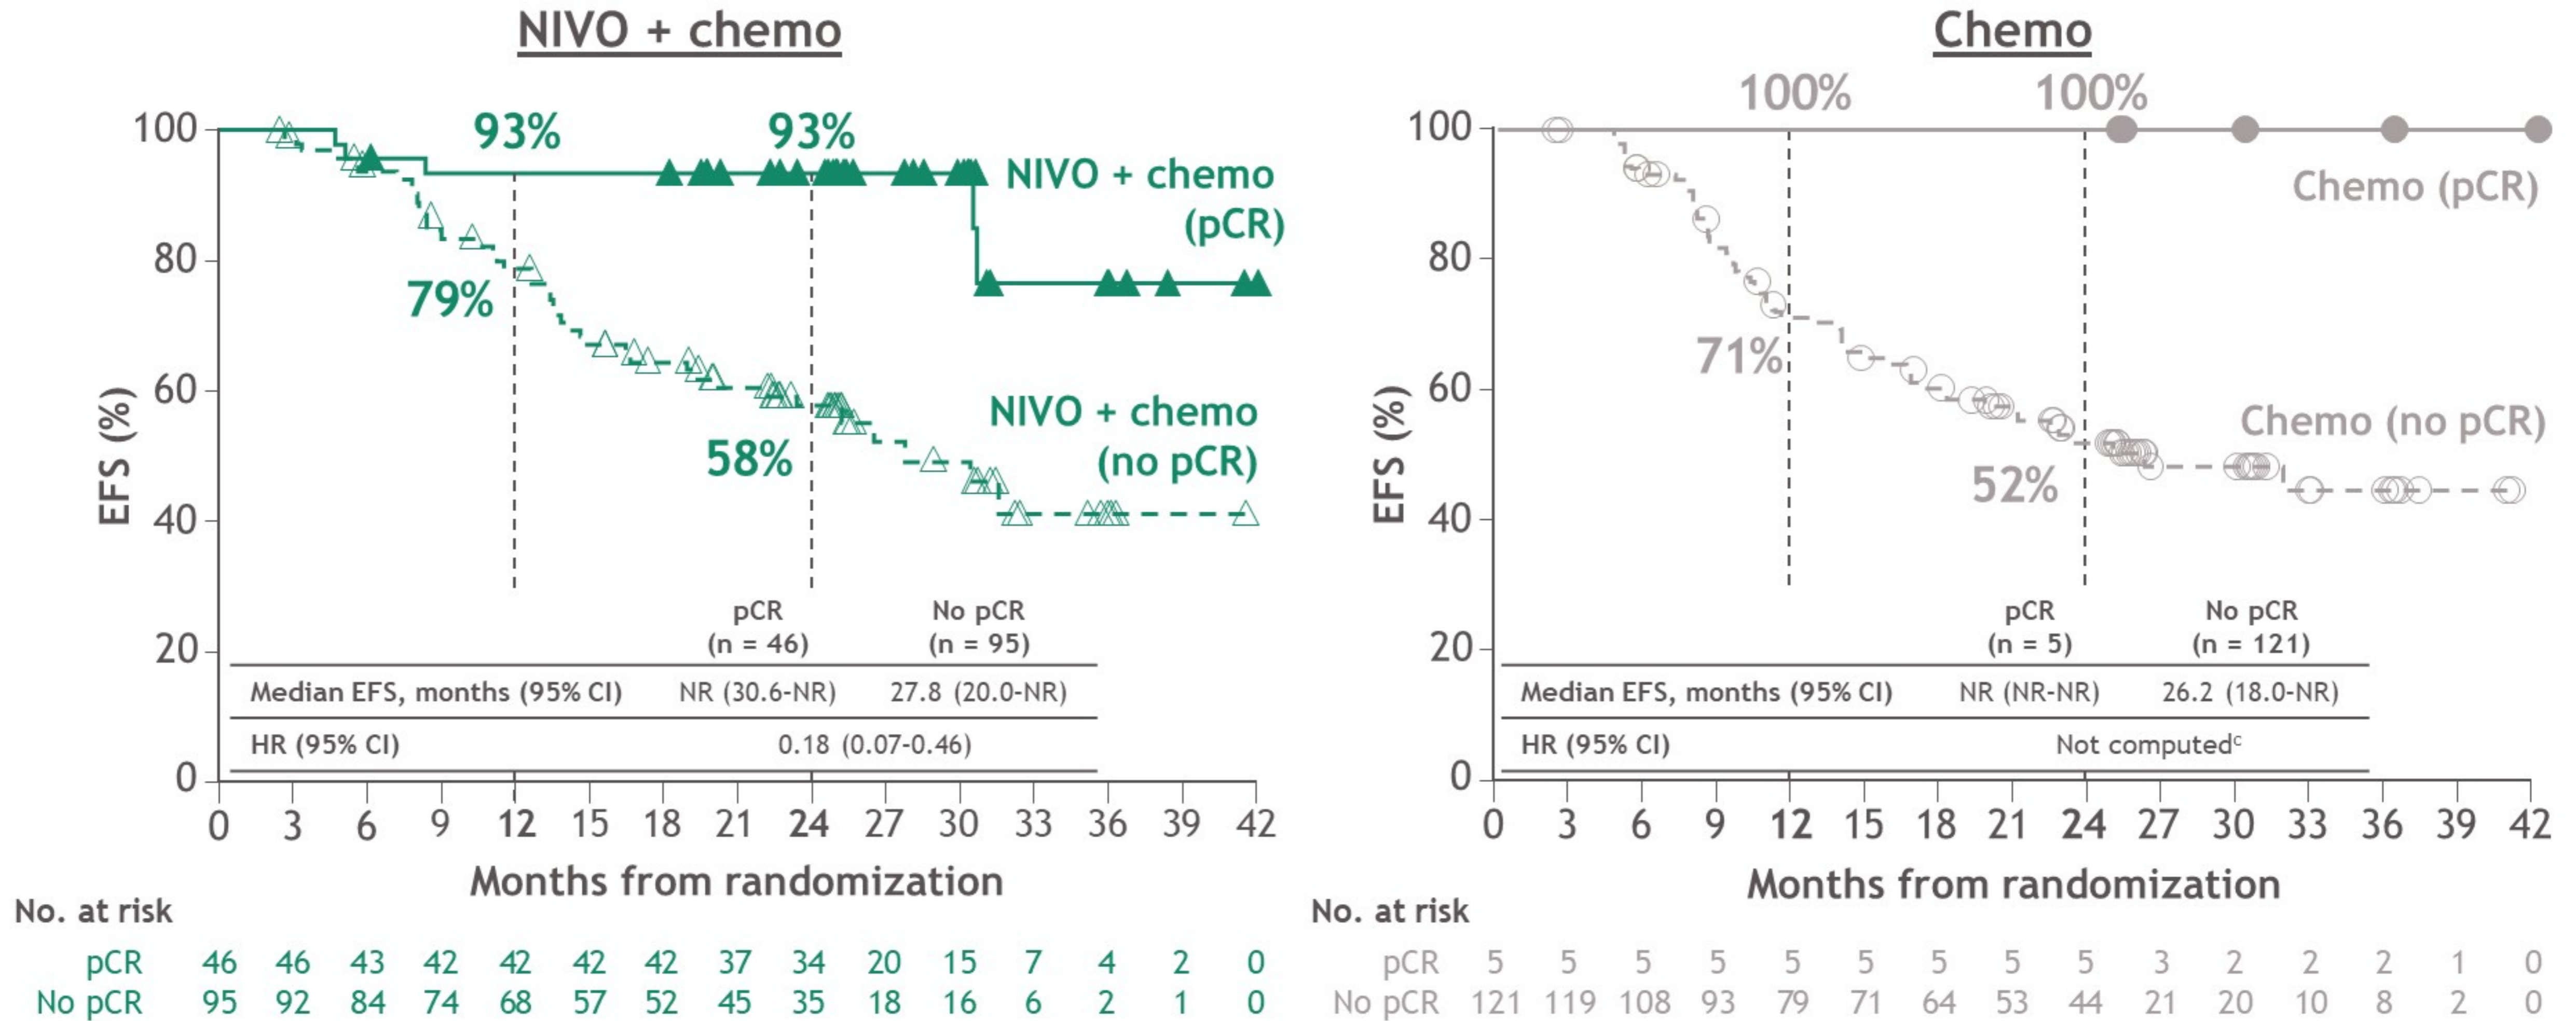 NIVO + chemo
100
80
60
40
20
0
EFS (%)
93%
93%
79%
58%
NIVO + chemo
(pCR)
NIVO + chemo
(no pCR)
pCR No pCR
(n = 46) (n = 95)
Median EFS, months (95% CI) NR (30.6-NR) 27.8 (20.0-NR)
HR (95% CI) 0.18 (0.07-0.46)
0 3 6 9 12 15 18 21 24 27 30 33 36 39 42
Months from randomization
No. at risk
pCR 46 46 43 42 42 42 42 37 34 20 15 7 4 2 0
No pCR 95 92 84 74 68 57 52 45 35 18 16 6 2 1 0
Chemo
100% 100%
100
80
60
40
20
0
EFS (%)
Chemo (pCR)
71%
52%
Chemo (no pCR)
pCR No pCR
(n = 5) (n = 121)
Median EFS, months (95% CI) NR (NR-NR) 26.2 (18.0-NR)
HR (95% CI) Not computedᶜ
0 3 6 9 12 15 18 21 24 27 30 33 36 39 42
Months from randomization
No. at risk
pCR 5 5 5 5 5 5 5 5 5 3 2 2 2 1 0
No pCR 121 119 108 93 79 71 64 53 44 21 20 10 8 2 0